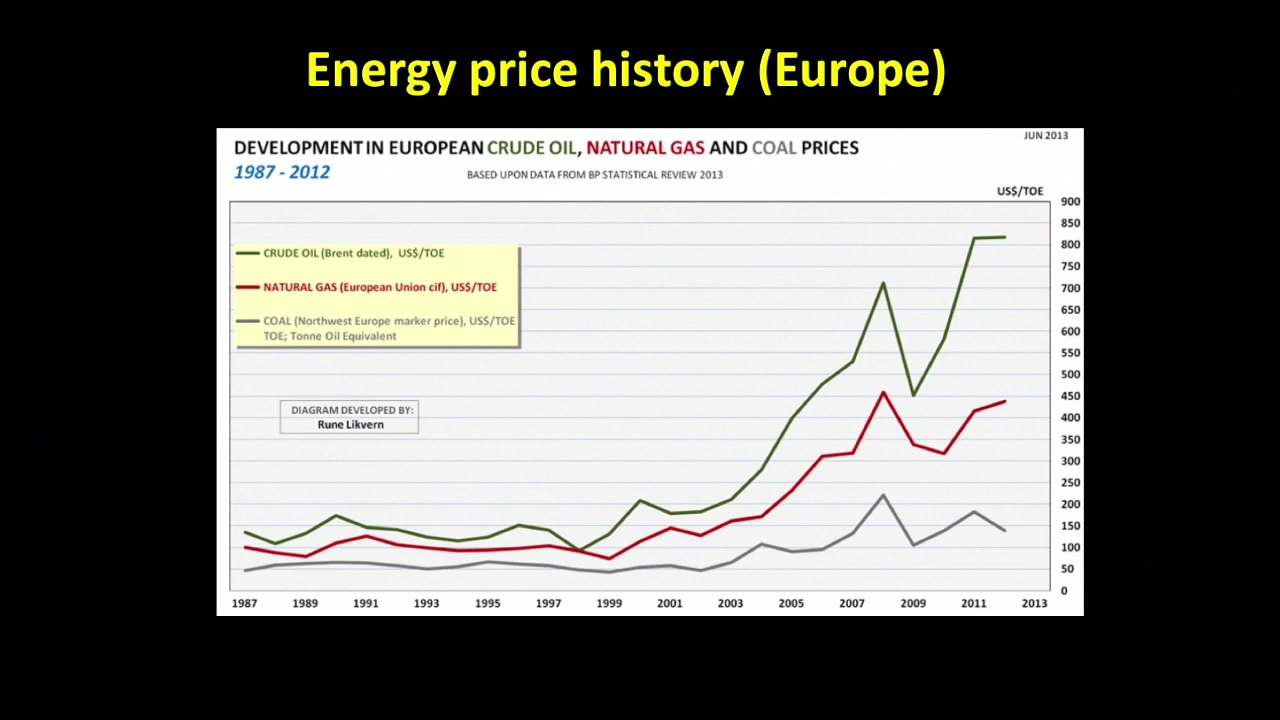 Energy price history (Europe)
JUN 2013
DEVELOPMENT IN EUROPEAN CRUDE OIL, NATURAL GAS AND COAL PRICES
1987 - 2012
BASED UPON DATA FROM BP STATISTICAL REVIEW 2013
US$/TOE
900
850
800
750
700
650
600
550
500
450
400
350
300
250
200
150
100
50
0
CRUDE OIL (Brent dated), US$/TOE
NATURAL GAS (European Union cif), US$/TOE
COAL (Northwest Europe marker price), US$/TOE
TOE; Tonne Oil Equivalent
DIAGRAM DEVELOPED BY:
Rune Likvern
1987 1989 1991 1993 1995 1997 1999 2001 2003 2005 2007 2009 2011 2013